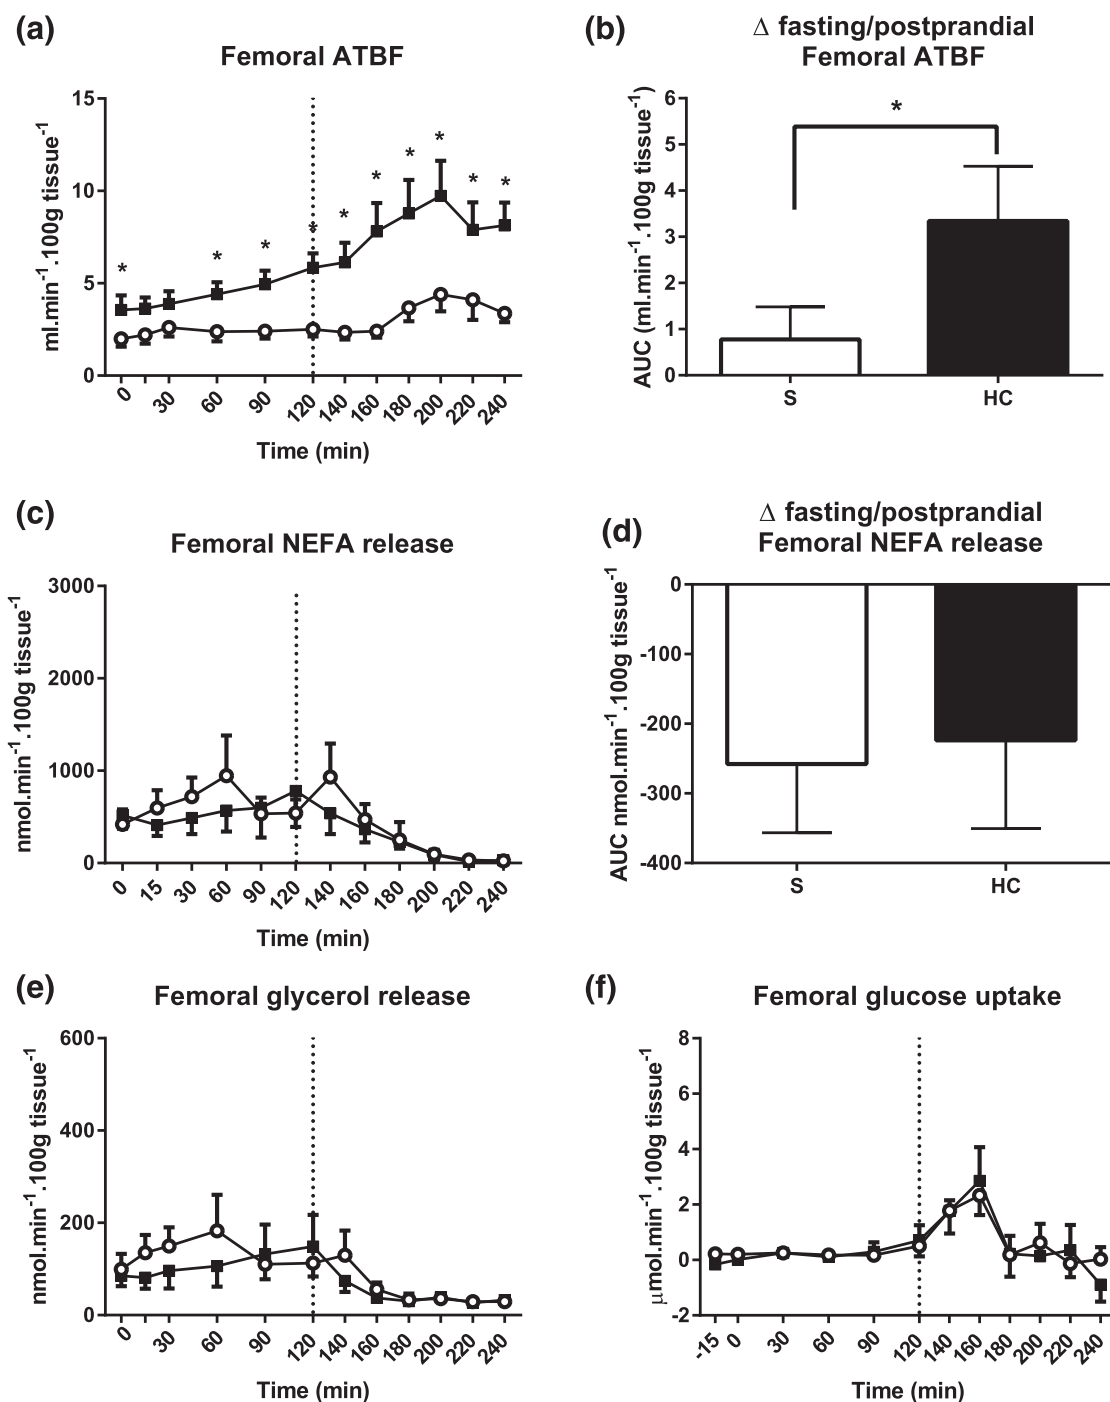 (a)
Femoral ATBF
ml.min⁻¹.100g tissue⁻¹
15
10
5
0
* * * * * * * * * *
0 30 60 90 120 140 160 180 200 220 240
Time (min)
(b)
Δ fasting/postprandial
Femoral ATBF
AUC (ml.min⁻¹.100g tissue⁻¹)
6
5
4
3
2
1
0
*
S HC
(c)
Femoral NEFA release
nmol.min⁻¹.100g tissue⁻¹
3000
2000
1000
0
0 15 30 60 90 120 140 160 180 200 220 240
Time (min)
(d)
Δ fasting/postprandial
Femoral NEFA release
AUC nmol.min⁻¹.100g tissue⁻¹
0
-100
-200
-300
-400
S HC
(e)
Femoral glycerol release
nmol.min⁻¹.100g tissue⁻¹
600
400
200
0
0 30 60 90 120 140 160 180 200 220 240
Time (min)
(f)
Femoral glucose uptake
μmol.min⁻¹.100g tissue⁻¹
8
6
4
2
0
-2
-15 0 30 60 90 120 140 160 180 200 220 240
Time (min)